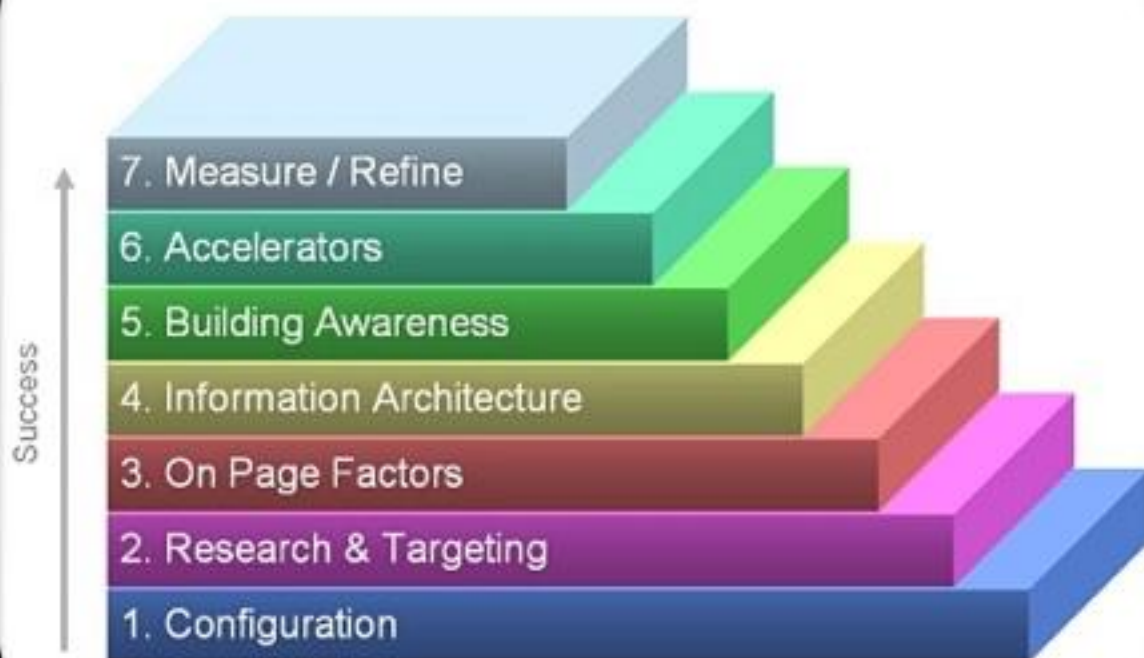 7. Measure / Refine
6. Accelerators
5. Building Awareness
4. Information Architecture
3. On Page Factors
2. Research & Targeting
1. Configuration
Success